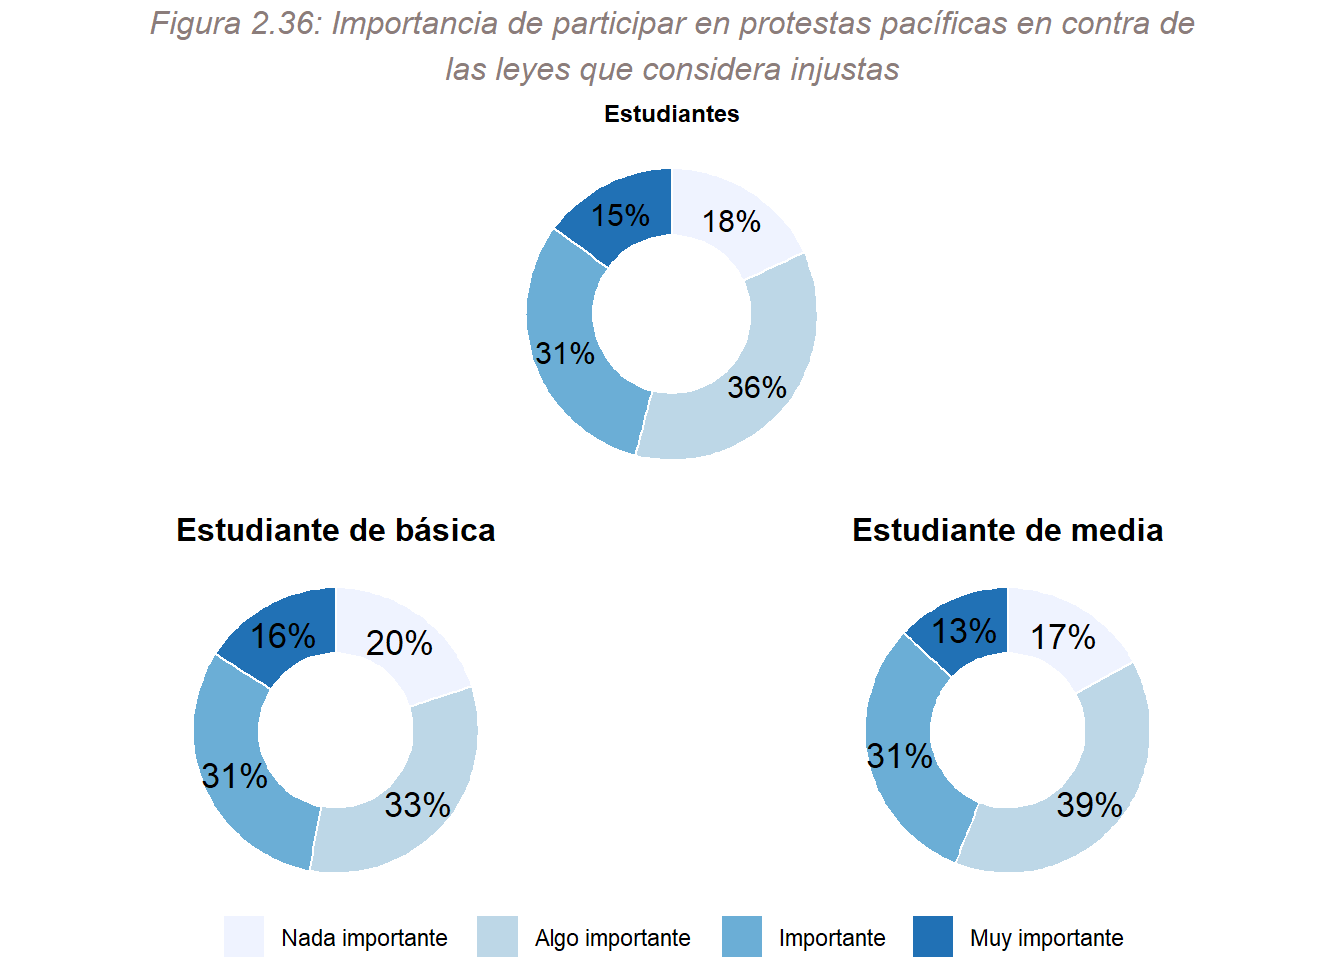 Figura 2.36: Importancia de participar en protestas pacíficas en contra de
las leyes que considera injustas
Estudiantes
15%
18%
31%
36%
Estudiante de básica
16%
20%
31%
33%
Estudiante de media
13%
17%
31%
39%
Nada importante
Algo importante
Importante
Muy importante